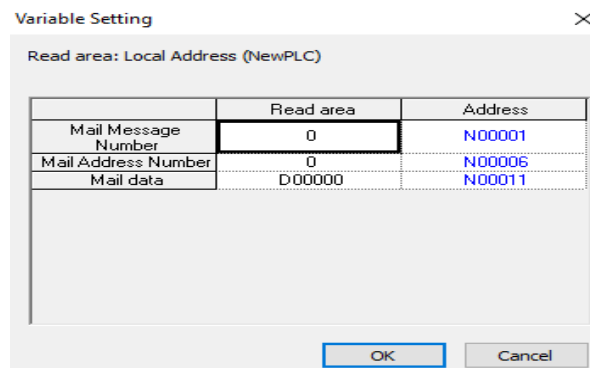 Variable Setting
Read area: Local Address (NewPLC)
Read area Address
Mail Message Number 0 N00001
Mail Address Number 0 N00006
Mail data D00000 N00011
OK Cancel